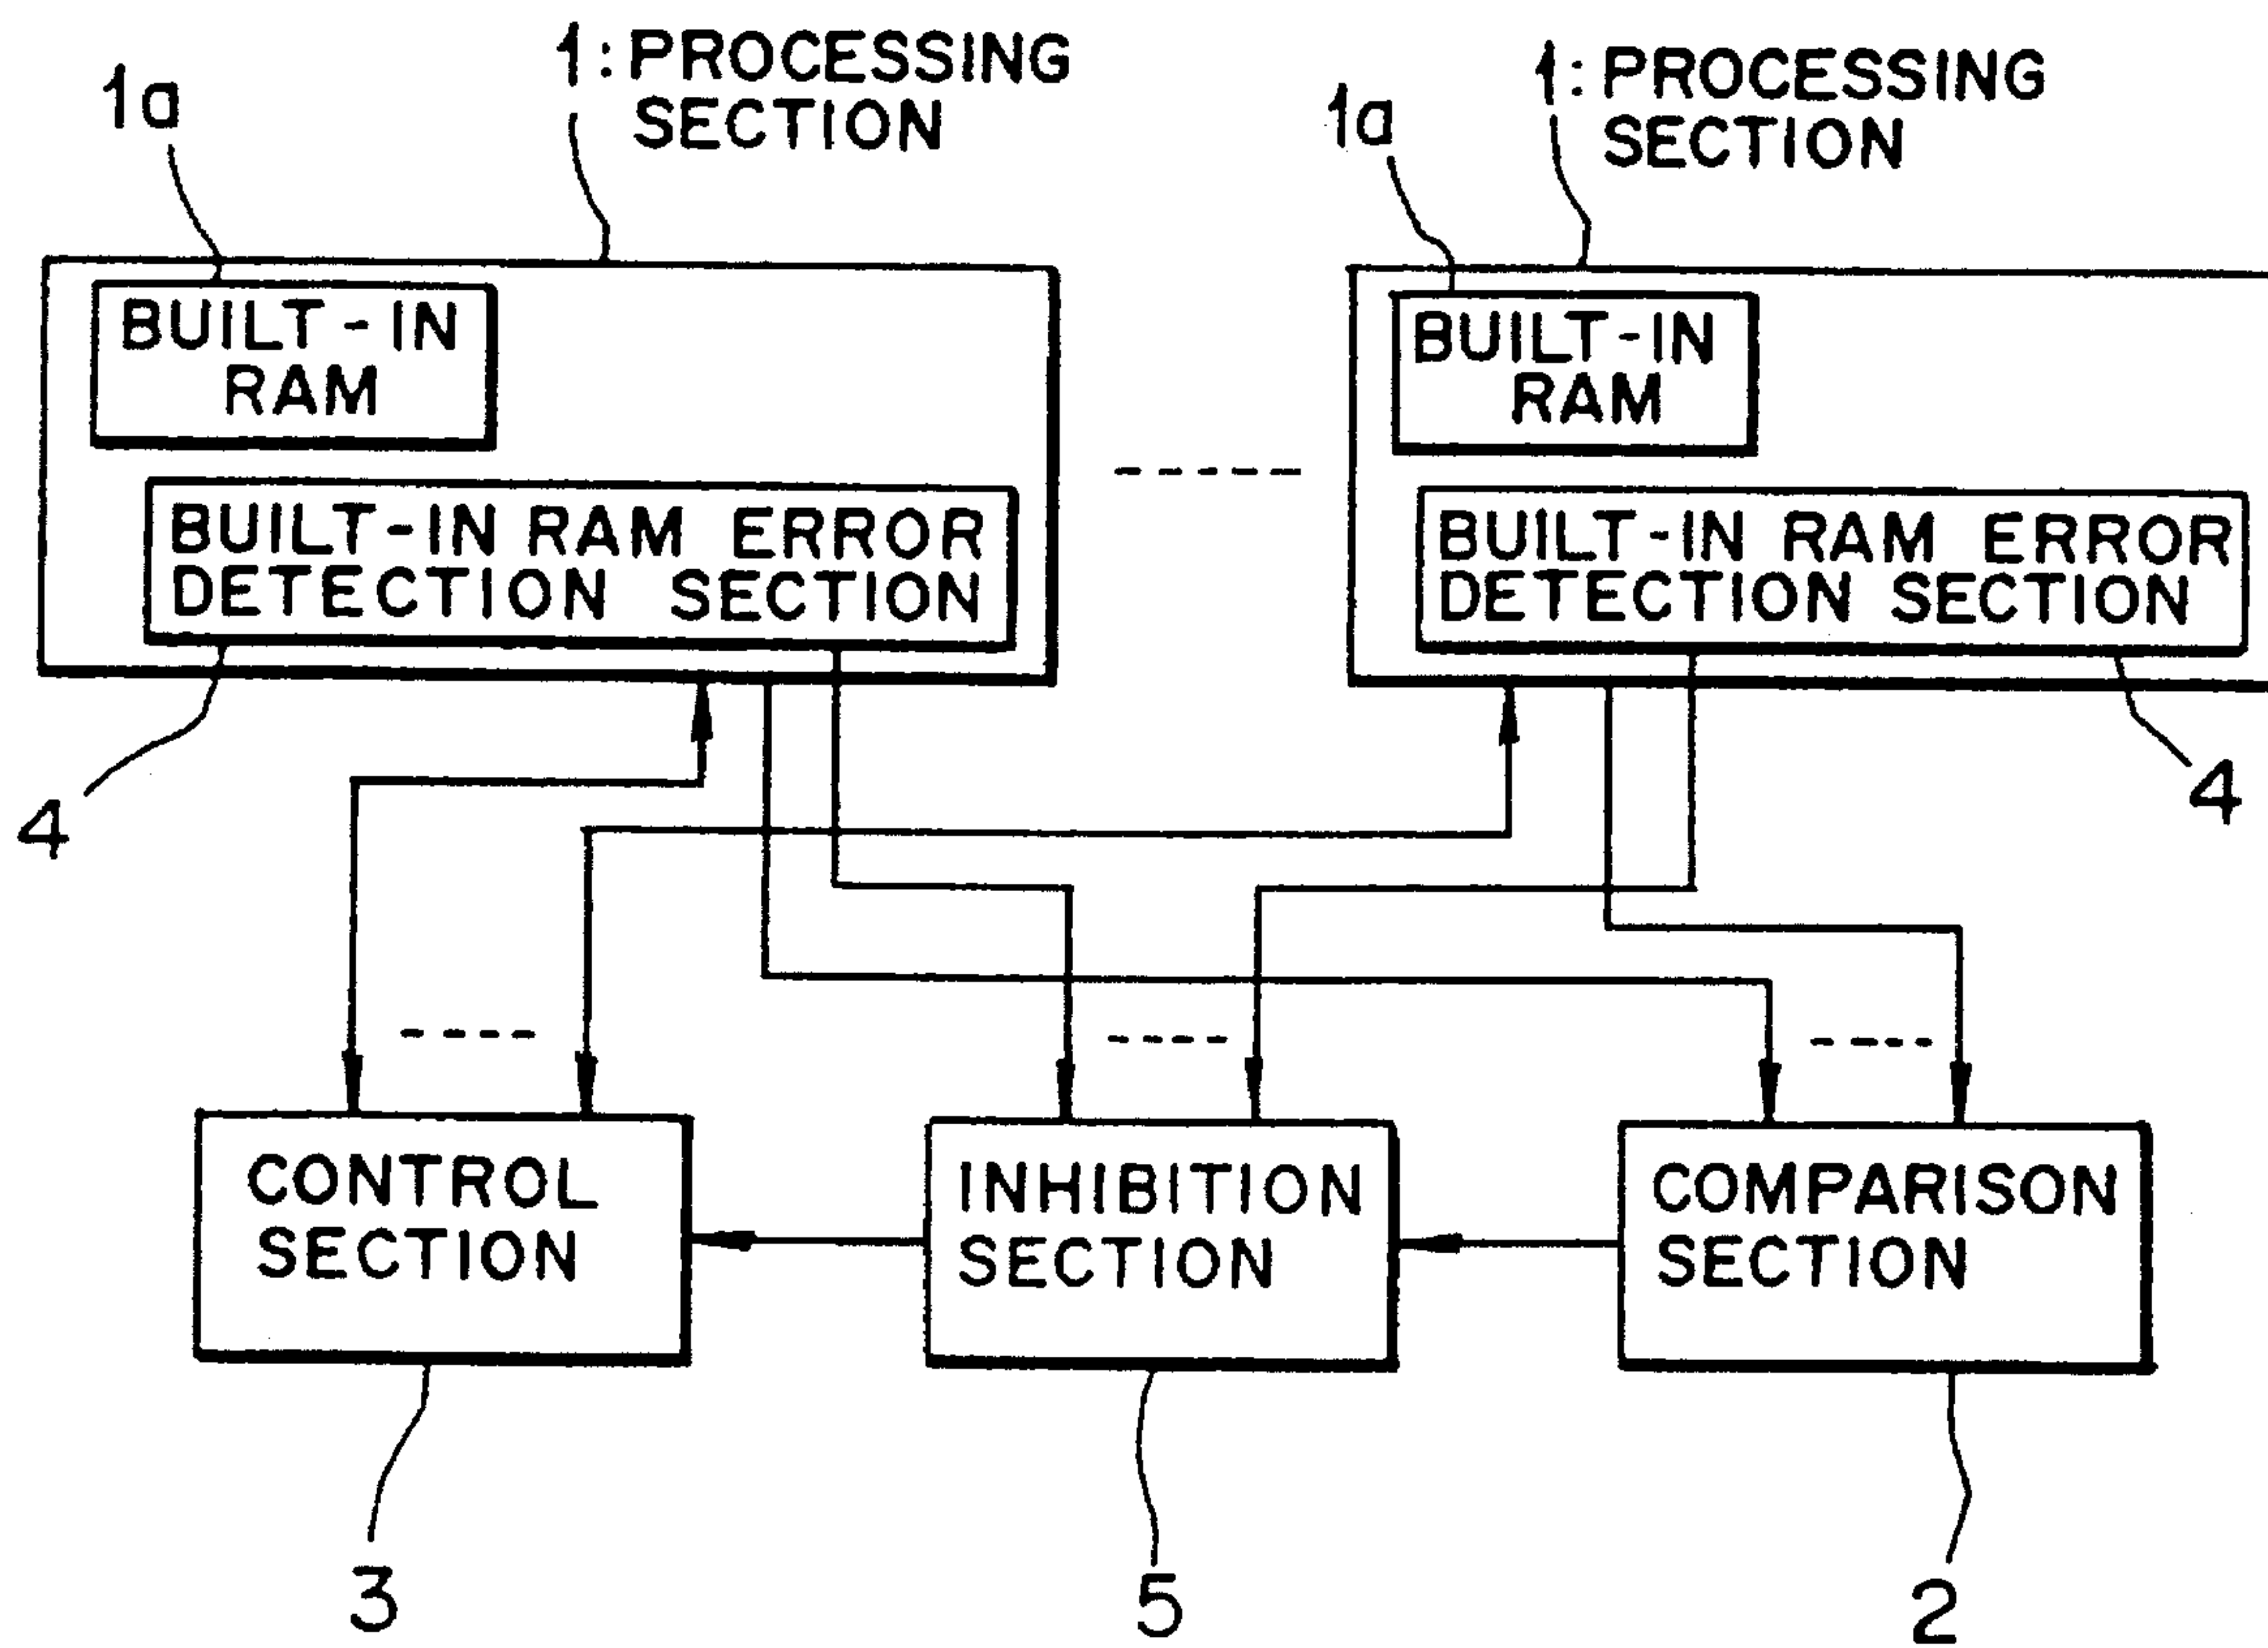 1a
1: PROCESSING
SECTION
1a
1: PROCESSING
SECTION
BUILT-IN
RAM
BUILT-IN RAM ERROR
DETECTION SECTION
BUILT-IN
RAM
BUILT-IN RAM ERROR
DETECTION SECTION
4
4
CONTROL
SECTION
INHIBITION
SECTION
COMPARISON
SECTION
3
5
2